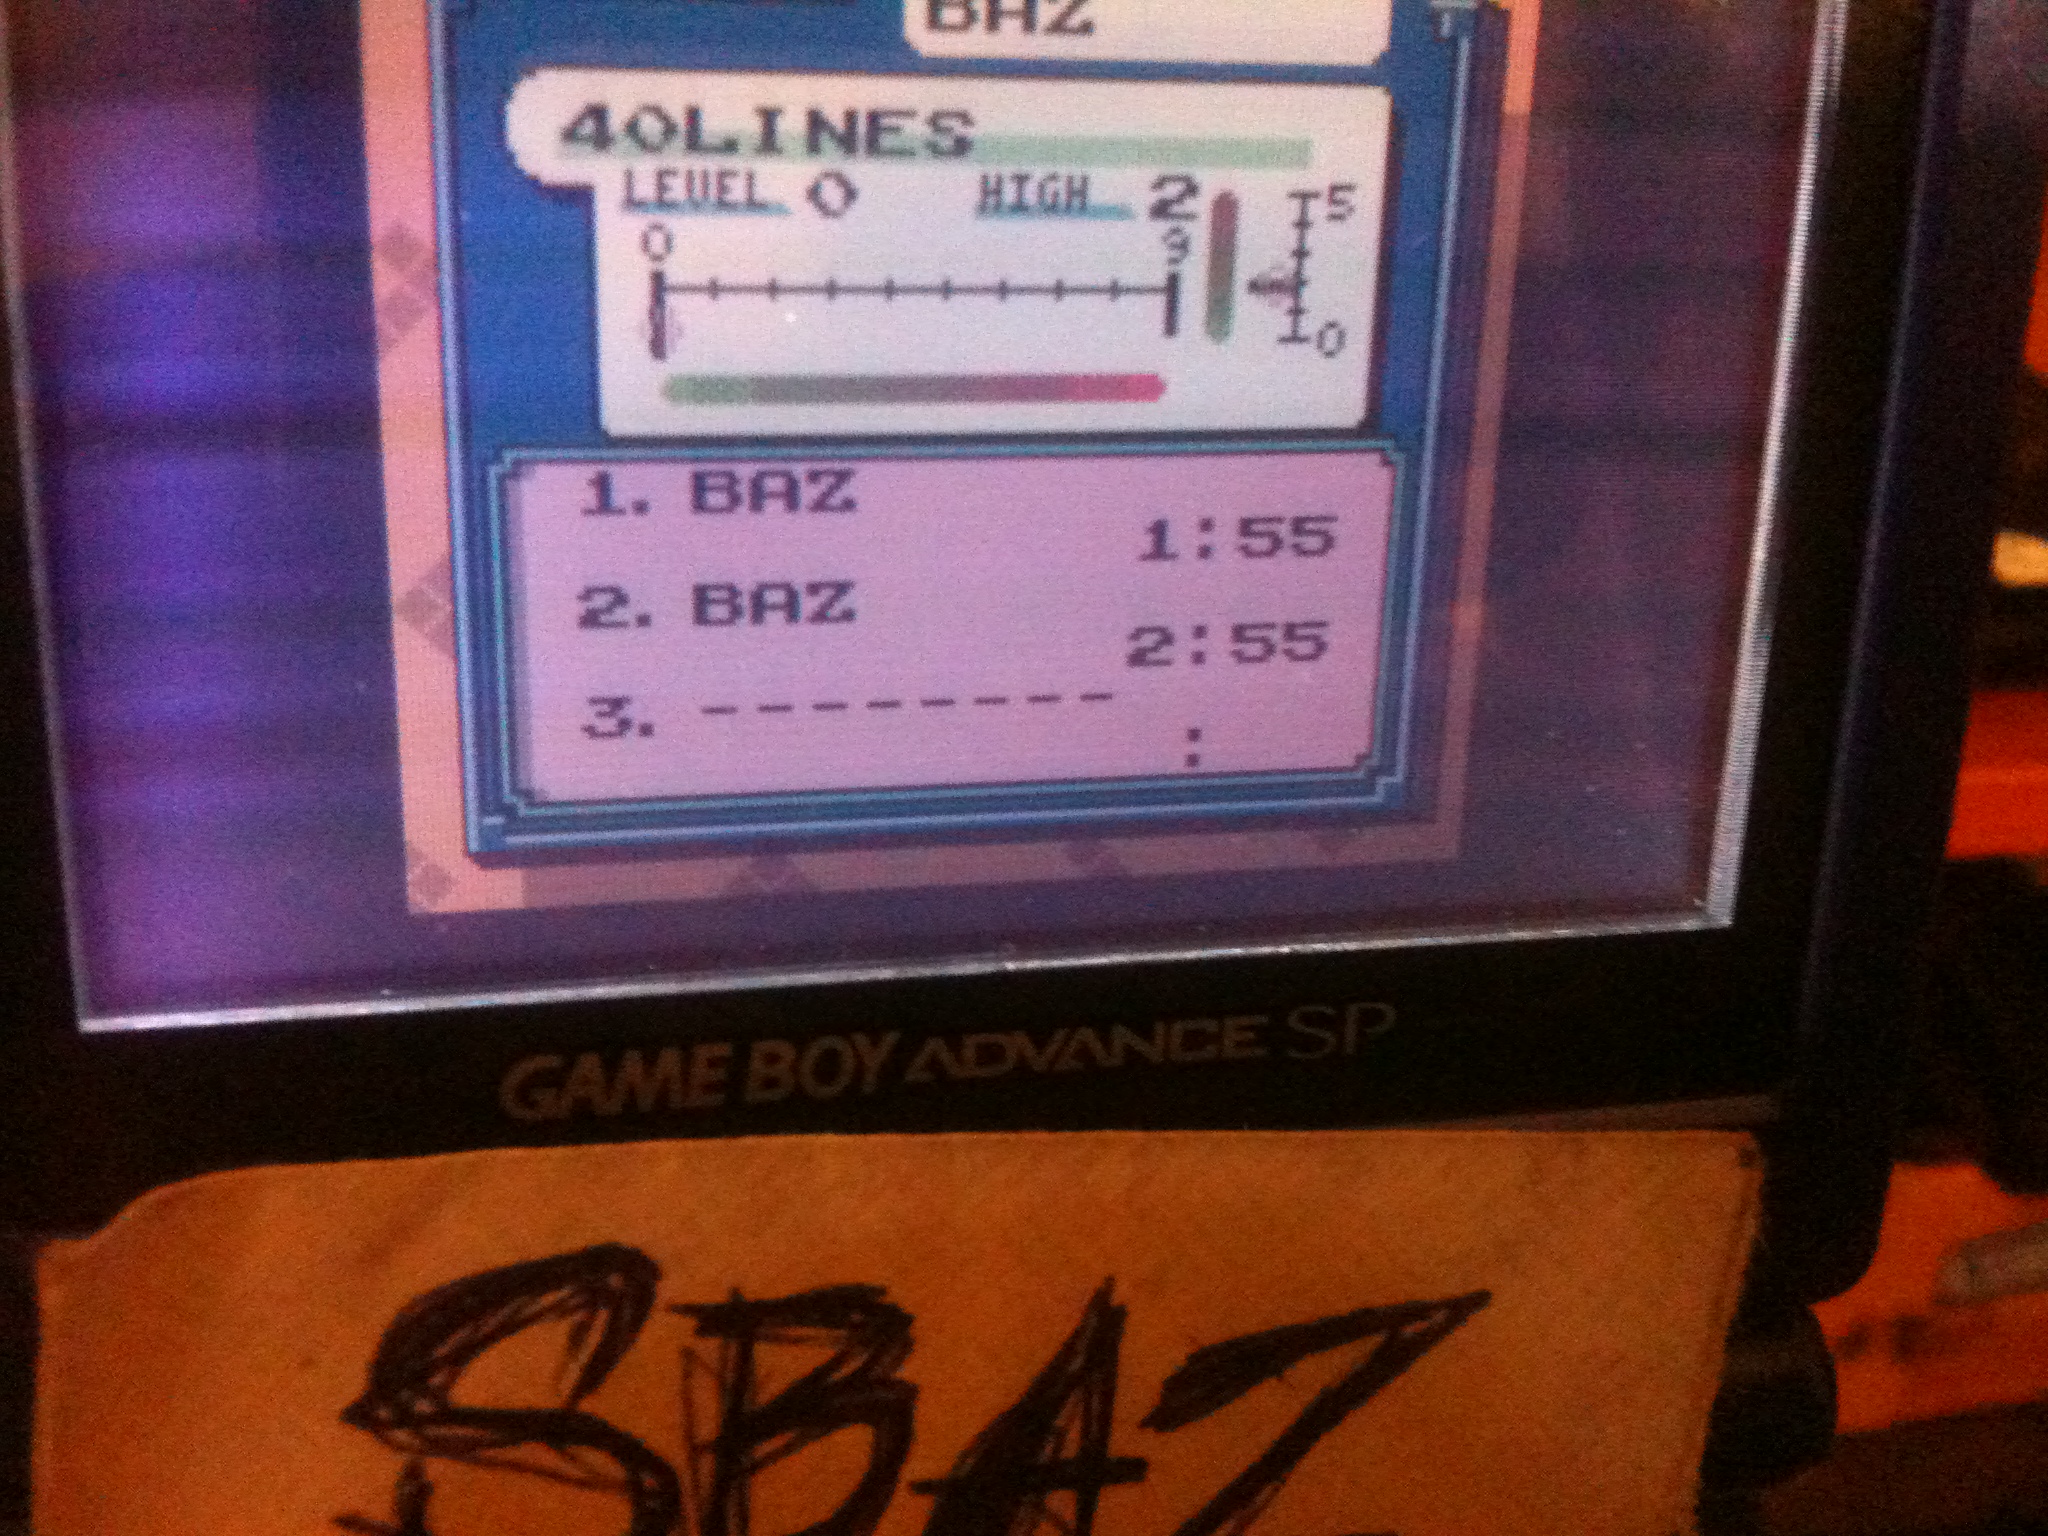 BAZ
40LINES
LEVEL 0 HIGH 2
0 9 5
0
1. BAZ
1:55
2. BAZ
2:55
3. ---------
:
GAME BOY ADVANCE SP
SBAZ